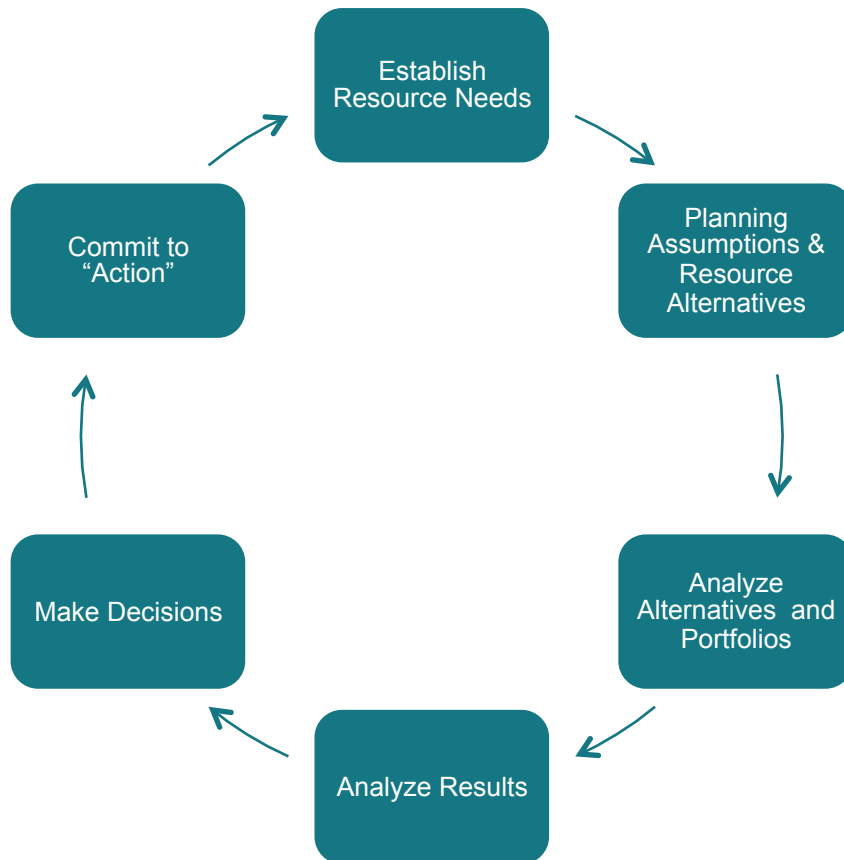 Establish
Resource Needs
Planning
Assumptions &
Resource
Alternatives
Analyze
Alternatives  and
Portfolios
Analyze Results
Make Decisions
Commit to
“Action”